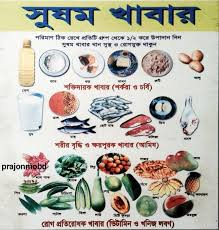 সুষম খাবার
পরিমাণ ঠিক রেখে প্রতিটি গ্রুপ থেকে ১/২ করে উপাদান নিন
সুষম খাবার খান সুস্থ ও রোগমুক্ত থাকুন
শক্তিদায়ক খাবার (শর্করা ও চর্বি)
শরীর বৃদ্ধি ও ক্ষয়পূরক খাবার (আমিষ)
prajonmobd
রোগ প্রতিরোধক খাবার (ভিটামিন ও খনিজ লবণ)